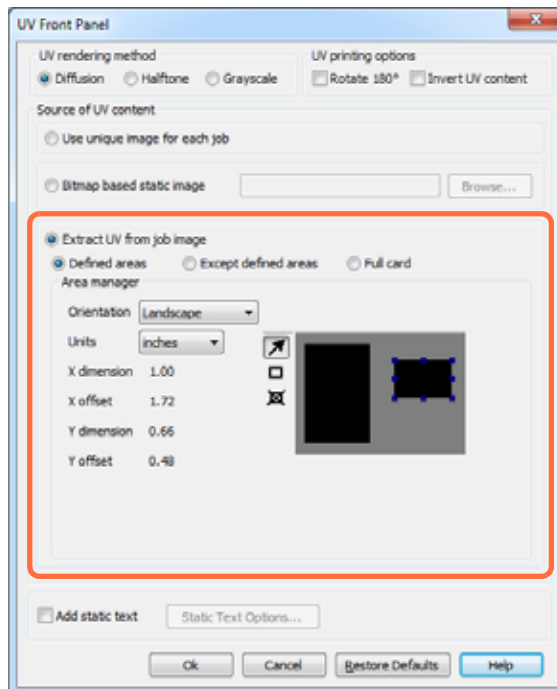 UV Front Panel
UV rendering method
Diffusion Halftone Grayscale
UV printing options
Rotate 180° Invert UV content
Source of UV content
Use unique image for each job
Bitmap based static image Browse...
Extract UV from job image
Defined areas Except defined areas Full card
Area manager
Orientation Landscape
Units inches
X dimension 1.00
X offset 1.72
Y dimension 0.66
Y offset 0.48
Add static text Static Text Options...
Ok Cancel Restore Defaults Help